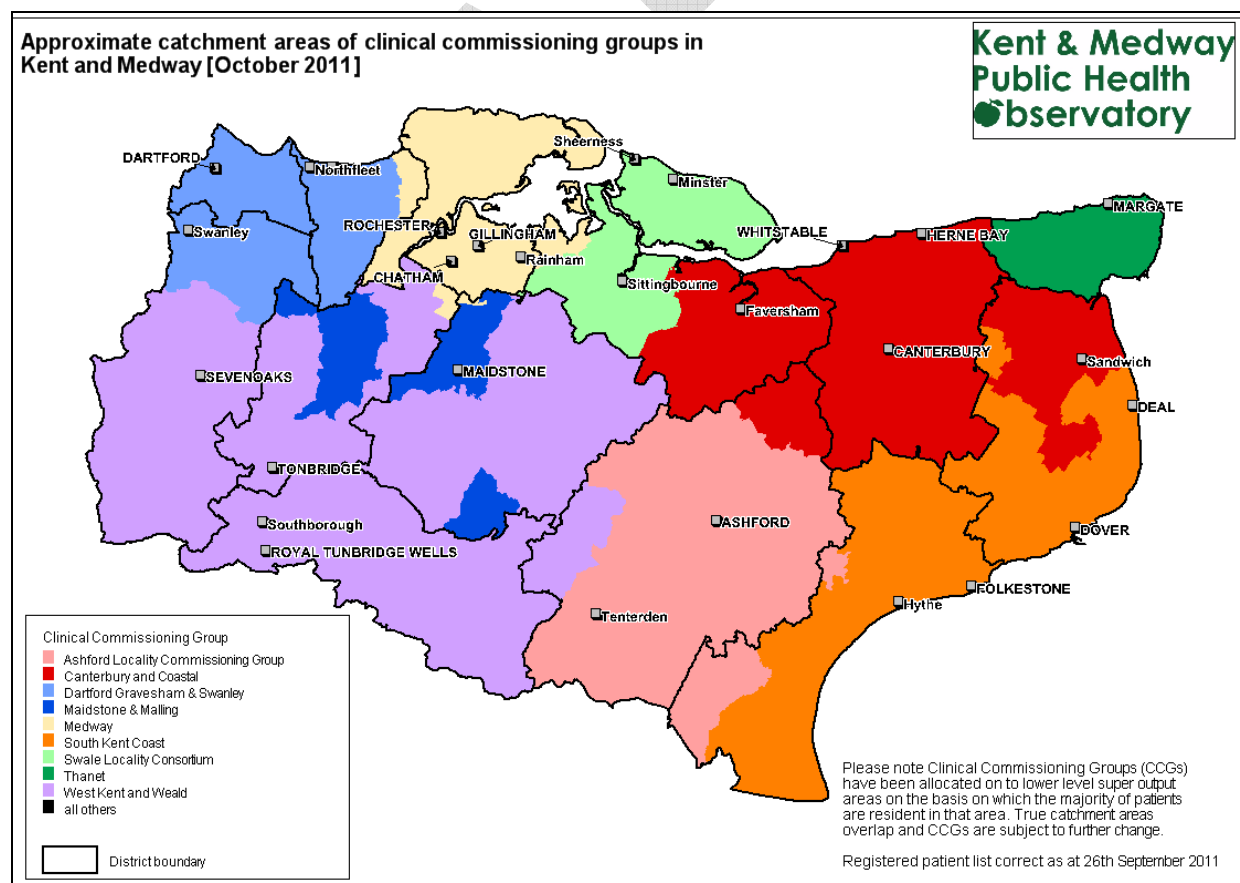 Approximate catchment areas of clinical commissioning groups in
Kent and Medway [October 2011]
Kent & Medway
Public Health
Observatory
Sheerness
DARTFORD
Northfleet
Minster
MARGATE
ROCHESTER
Swanley
GILLINGHAM
WHITSTABLE
HERNE BAY
CHATHAM
Rainham
Sittingbourne
Faversham
SEVENOAKS
MAIDSTONE
CANTERBURY
Sandwich
DEAL
TONBRIDGE
Southborough
ASHFORD
DOVER
ROYAL TUNBRIDGE WELLS
FOLKESTONE
Tenterden
Hythe
Clinical Commissioning Group
Ashford Locality Commissioning Group
Canterbury and Coastal
Dartford Gravesham & Swanley
Maidstone & Malling
Medway
South Kent Coast
Swale Locality Consortium
Thanet
West Kent and Weald
all others
District boundary
Please note Clinical Commissioning Groups (CCGs)
have been allocated on to lower level super output
areas on the basis on which the majority of patients
are resident in that area. True catchment areas
overlap and CCGs are subject to further change.
Registered patient list correct as at 26th September 2011